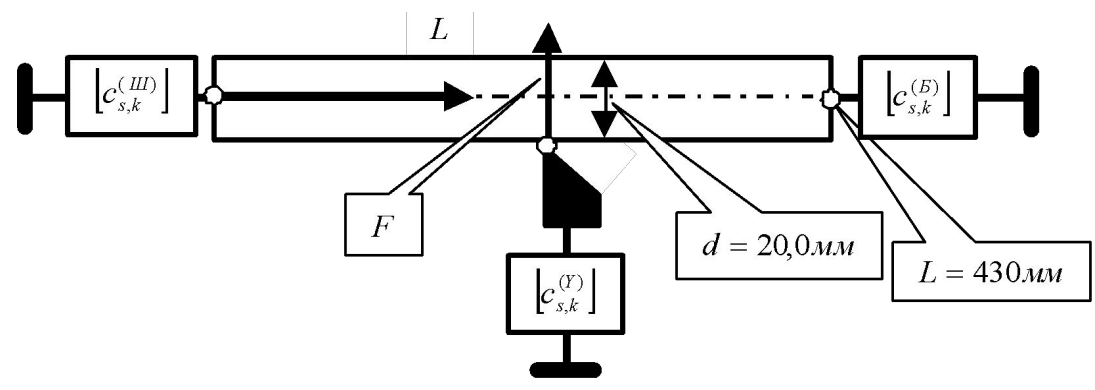 L
⌊c_{s,k}^{(Ш)}⌋
⌊c_{s,k}^{(Б)}⌋
F
d = 20,0мм
L = 430мм
⌊c_{s,k}^{(Y)}⌋